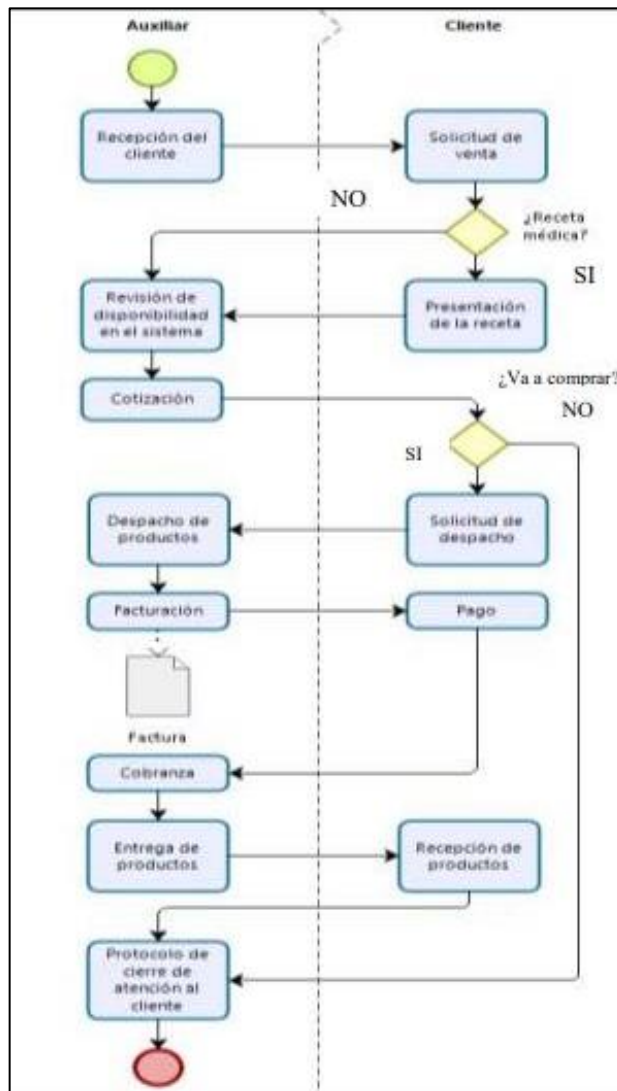 Auxiliar
Cliente
Recepción del
cliente
Solicitud de
venta
NO
¿Receta
médica?
SI
Revisión de
disponibilidad
en el sistema
Presentación
de la receta
¿Va a comprar?
Cotización
NO
SI
Despacho de
productos
Solicitud de
despacho
Facturación
Pago
Factura
Cobranza
Entrega de
productos
Recepción de
productos
Protocolo de
cierre de
atención al
cliente